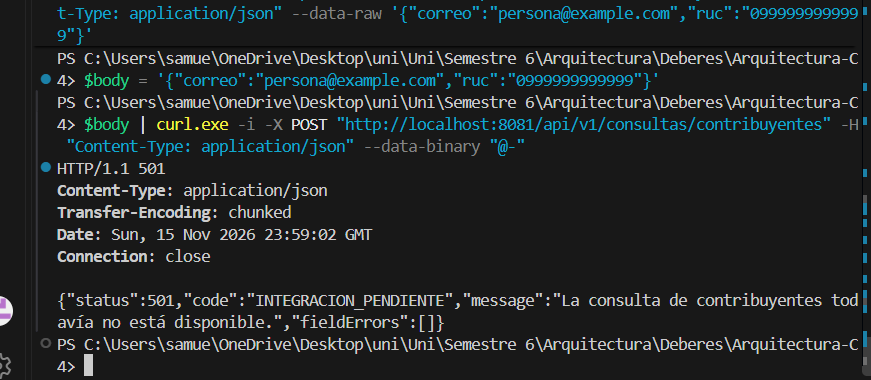 t-Type: application/json" --data-raw '{"correo":"persona@example.com","ruc":"099999999999
9"}'
PS C:\Users\samue\OneDrive\Desktop\uni\Uni\Semestre 6\Arquitectura\Deberes\Arquitectura-C
4> $body = '{"correo":"persona@example.com","ruc":"0999999999999"}'
PS C:\Users\samue\OneDrive\Desktop\uni\Uni\Semestre 6\Arquitectura\Deberes\Arquitectura-C
4> $body | curl.exe -i -X POST "http://localhost:8081/api/v1/consultas/contribuyentes" -H
"Content-Type: application/json" --data-binary "@-"
HTTP/1.1 501
Content-Type: application/json
Transfer-Encoding: chunked
Date: Sun, 15 Nov 2026 23:59:02 GMT
Connection: close
{"status":501,"code":"INTEGRACION_PENDIENTE","message":"La consulta de contribuyentes tod
avía no está disponible.","fieldErrors":[]}
PS C:\Users\samue\OneDrive\Desktop\uni\Uni\Semestre 6\Arquitectura\Deberes\Arquitectura-C
4>